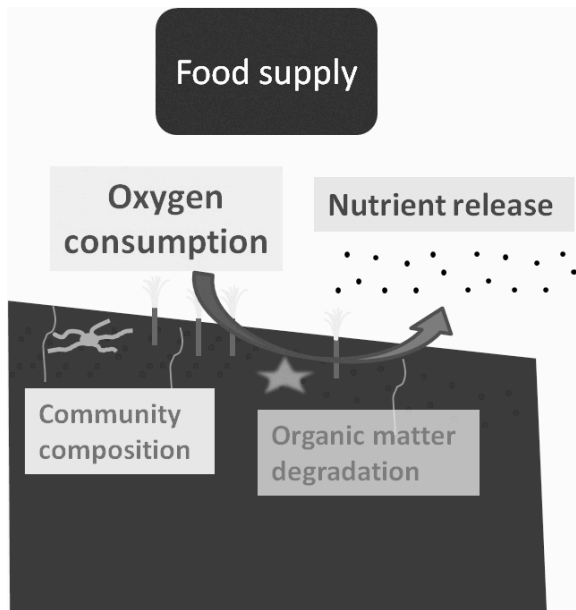 Food supply
Oxygen
consumption
Nutrient release
Community
composition
Organic matter
degradation